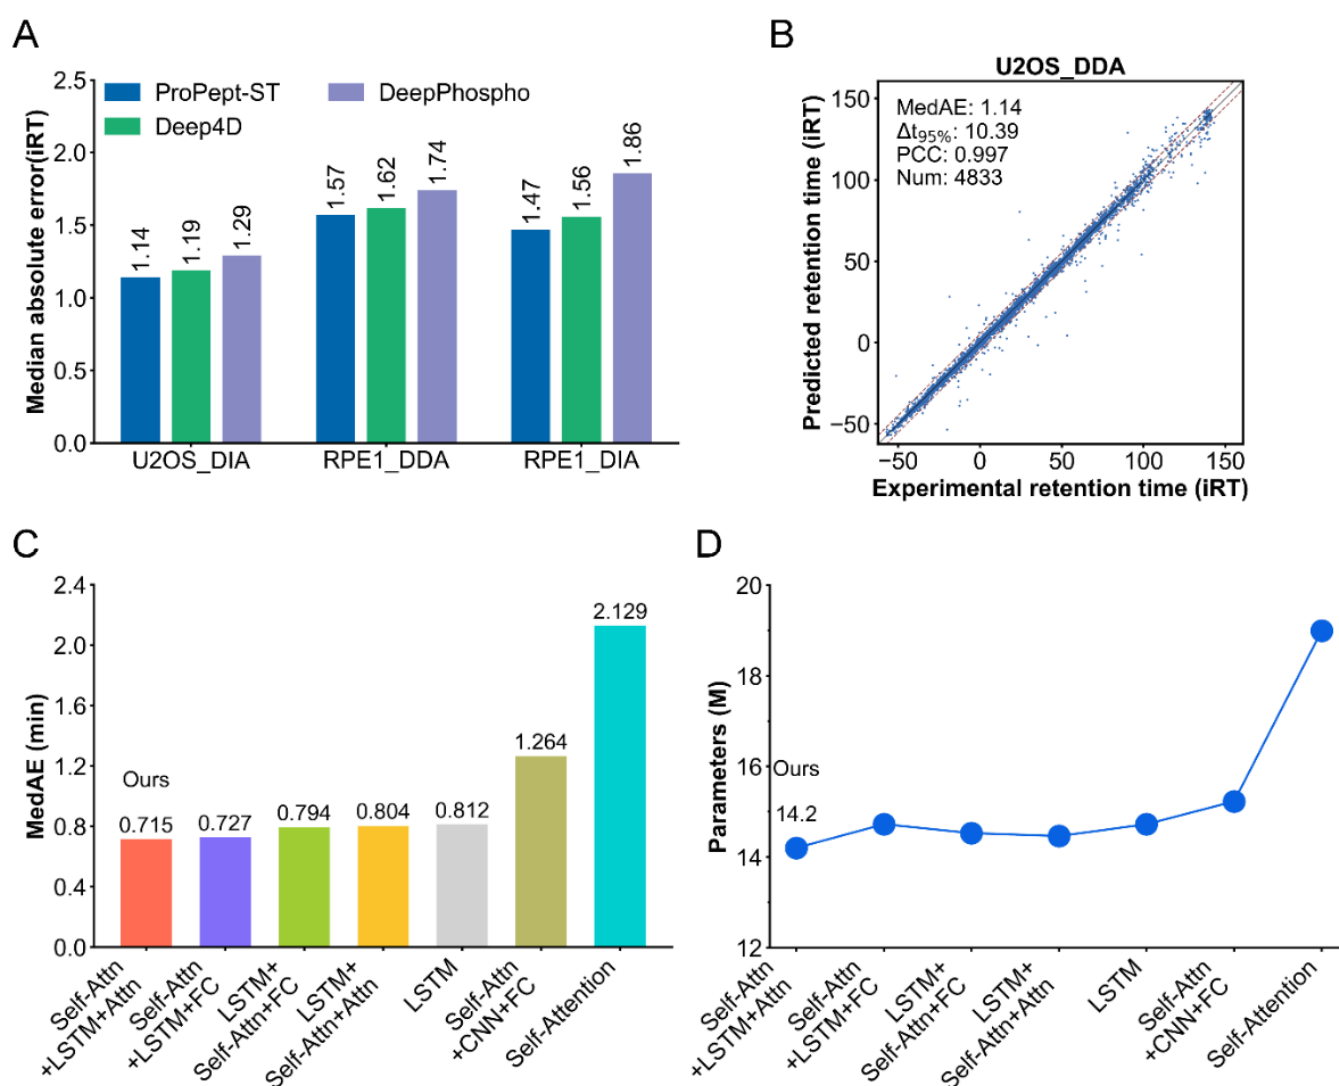 A
Median absolute error(iRT)
2.5
2.0
1.5
1.0
0.5
0.0
ProPept-ST
DeepPhospho
Deep4D
1.14
1.19
1.29
1.57
1.62
1.74
1.47
1.56
1.86
U2OS_DIA
RPE1_DDA
RPE1_DIA
B
U2OS_DDA
MedAE: 1.14
Δt95%: 10.39
PCC: 0.997
Num: 4833
Predicted retention time (iRT)
150
100
50
0
−50
−50
0
50
100
150
Experimental retention time (iRT)
C
MedAE (min)
2.4
2.0
1.6
1.2
0.8
0.4
0.0
Ours
0.715
0.727
0.794
0.804
0.812
1.264
2.129
Self-Attn
+LSTM+Attn
Self-Attn
+LSTM+FC
LSTM+
Self-Attn+FC
LSTM+
Self-Attn+Attn
LSTM
Self-Attn
+CNN+FC
Self-Attention
D
Parameters (M)
20
18
16
14
12
Ours
14.2
Self-Attn
+LSTM+Attn
Self-Attn
+LSTM+FC
LSTM+
Self-Attn+FC
LSTM+
Self-Attn+Attn
LSTM
Self-Attn
+CNN+FC
Self-Attention